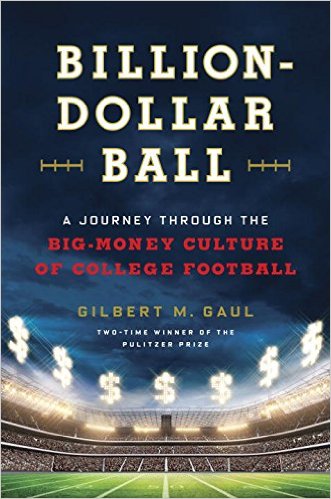 BILLION-
DOLLAR
BALL
A JOURNEY THROUGH THE
BIG-MONEY CULTURE
OF COLLEGE FOOTBALL
GILBERT M. GAUL
TWO-TIME WINNER OF THE
PULITZER PRIZE
$ $ $ $ $ $ $ $